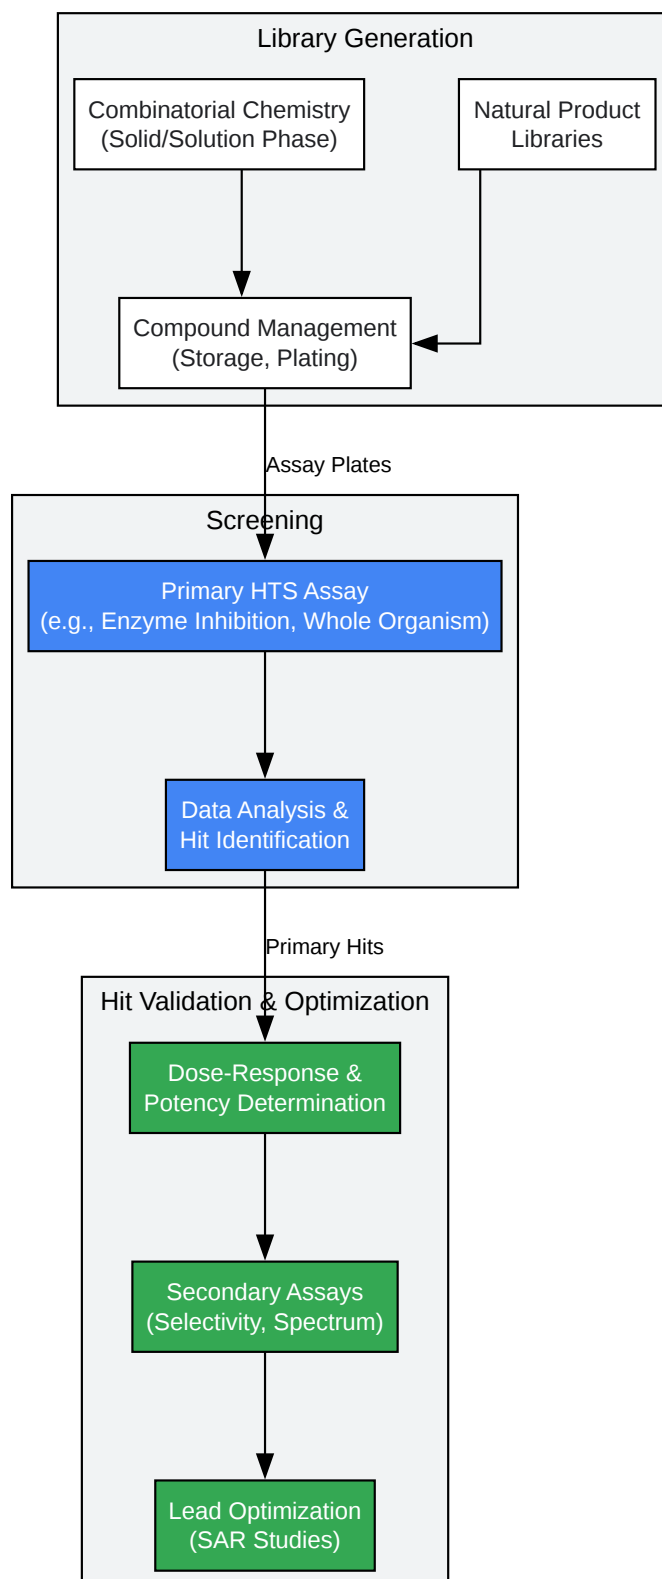 Library Generation
Combinatorial Chemistry
(Solid/Solution Phase)
Natural Product
Libraries
Compound Management
(Storage, Plating)
Assay Plates
Screening
Primary HTS Assay
(e.g., Enzyme Inhibition, Whole Organism)
Data Analysis &
Hit Identification
Primary Hits
Hit Validation & Optimization
Dose-Response &
Potency Determination
Secondary Assays
(Selectivity, Spectrum)
Lead Optimization
(SAR Studies)